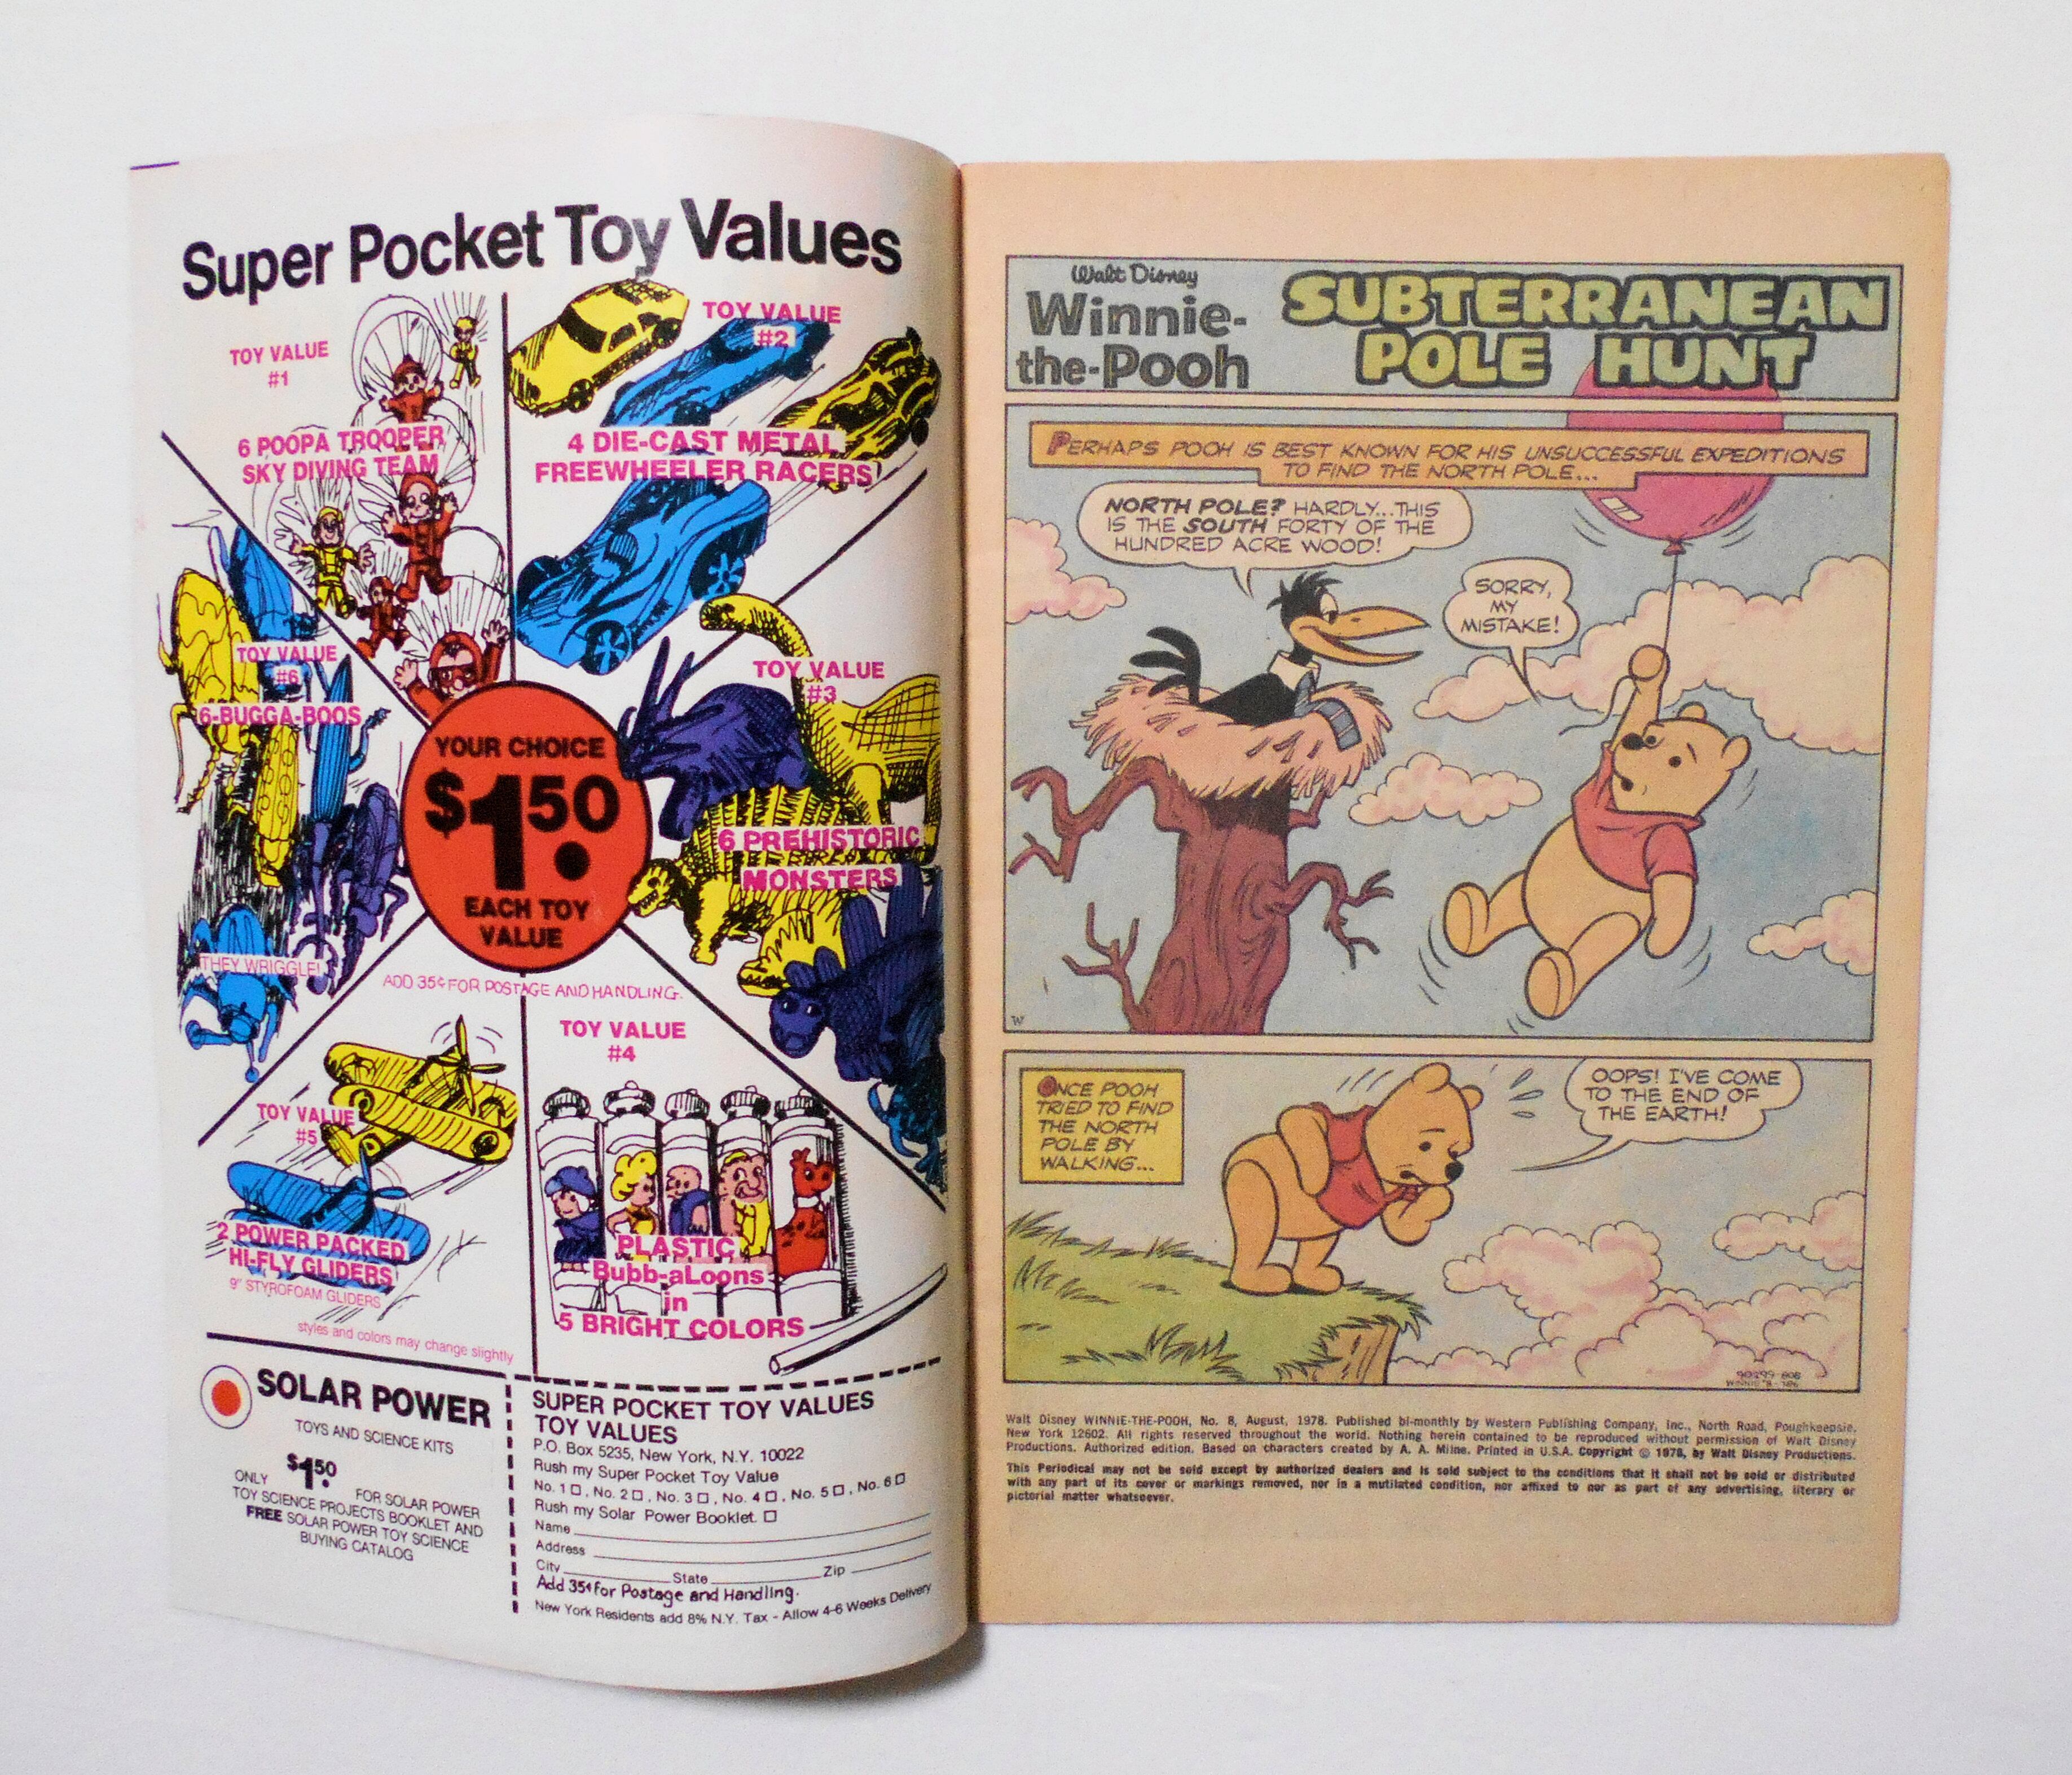 Super Pocket Toy Values
TOY VALUE
#1
6 POOPA TROOPER
SKY DIVING TEAM
TOY VALUE
#2
4 DIE-CAST METAL
FREEWHEELER RACERS
TOY VALUE
#6
6-BUGGA-BOOS
THEY WRIGGLE!
YOUR CHOICE
$1.50
EACH TOY
VALUE
ADD 35¢ FOR POSTAGE AND HANDLING.
TOY VALUE
#3
6 PREHISTORIC
MONSTERS
TOY VALUE
#5
2 POWER PACKED
HI-FLY GLIDERS
9" STYROFOAM GLIDERS
styles and colors may change slightly
TOY VALUE
#4
PLASTIC
Bubb-aLoons
in
5 BRIGHT COLORS
SOLAR POWER
TOYS AND SCIENCE KITS
ONLY $1.50 FOR SOLAR POWER
TOY SCIENCE PROJECTS BOOKLET AND
FREE SOLAR POWER TOY SCIENCE
BUYING CATALOG
SUPER POCKET TOY VALUES
TOY VALUES
P.O. Box 5235, New York, N.Y. 10022
Rush my Super Pocket Toy Value
No. 1 □, No. 2 □, No. 3 □, No. 4 □, No. 5 □, No. 6 □
Rush my Solar Power Booklet. □
Name
Address
City State Zip
Add 35¢ for Postage and Handling.
New York Residents add 8% N.Y. Tax - Allow 4-6 Weeks Delivery
Walt Disney
Winnie-
the-Pooh
SUBTERRANEAN
POLE HUNT
PERHAPS POOH IS BEST KNOWN FOR HIS UNSUCCESSFUL EXPEDITIONS
TO FIND THE NORTH POLE...
NORTH POLE? HARDLY...THIS
IS THE SOUTH FORTY OF THE
HUNDRED ACRE WOOD!
SORRY,
MY
MISTAKE!
W
ONCE POOH
TRIED TO FIND
THE NORTH
POLE BY
WALKING...
OOPS! I'VE COME
TO THE END OF
THE EARTH!
90299-808
WINNIE #8-786
Walt Disney WINNIE-THE-POOH, No. 8, August, 1978. Published bi-monthly by Western Publishing Company, Inc., North Road, Poughkeepsie,
New York 12602. All rights reserved throughout the world. Nothing herein contained to be reproduced without permission of Walt Disney
Productions. Authorized edition. Based on characters created by A. A. Milne. Printed in U.S.A. Copyright © 1978, by Walt Disney Productions.
This Periodical may not be sold except by authorized dealers and is sold subject to the conditions that it shall not be sold or distributed
with any part of its cover or markings removed, nor in a mutilated condition, nor affixed to nor as part of any advertising, literary or
pictorial matter whatsoever.